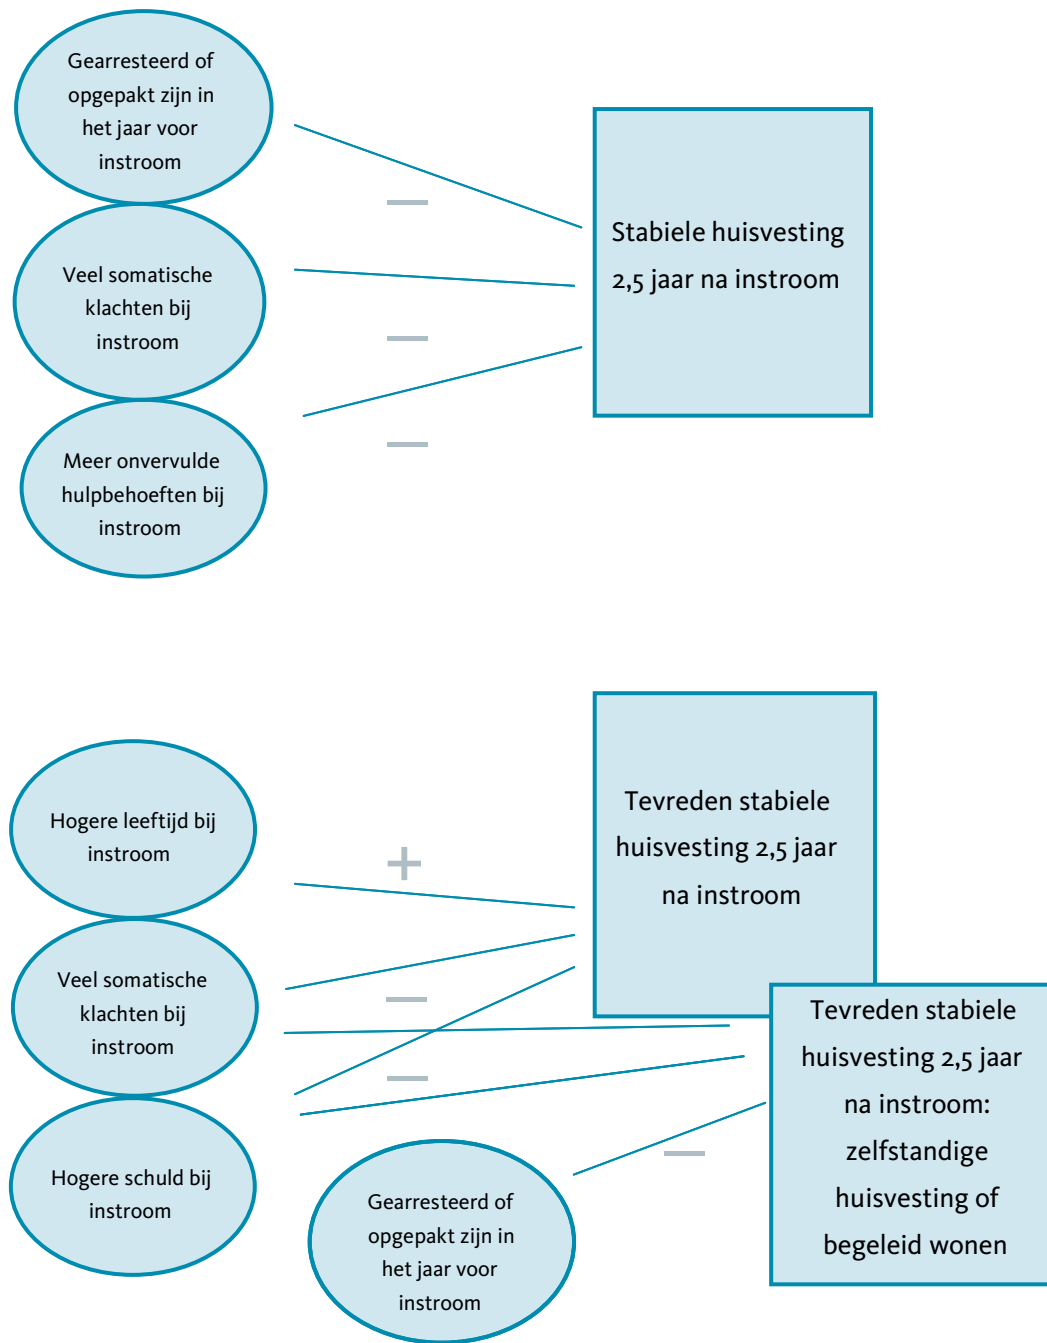 Gearresteerd of
opgepakt zijn in
het jaar voor
instroom
Veel somatische
klachten bij
instroom
Meer onvervulde
hulpbehoeften bij
instroom
Stabiele huisvesting
2,5 jaar na instroom
—
—
—
Hogere leeftijd bij
instroom
Veel somatische
klachten bij
instroom
Hogere schuld bij
instroom
+
—
—
—
Tevreden stabiele
huisvesting 2,5 jaar
na instroom
Tevreden stabiele
huisvesting 2,5 jaar
na instroom:
zelfstandige
huisvesting of
begeleid wonen
Gearresteerd of
opgepakt zijn in
het jaar voor
instroom